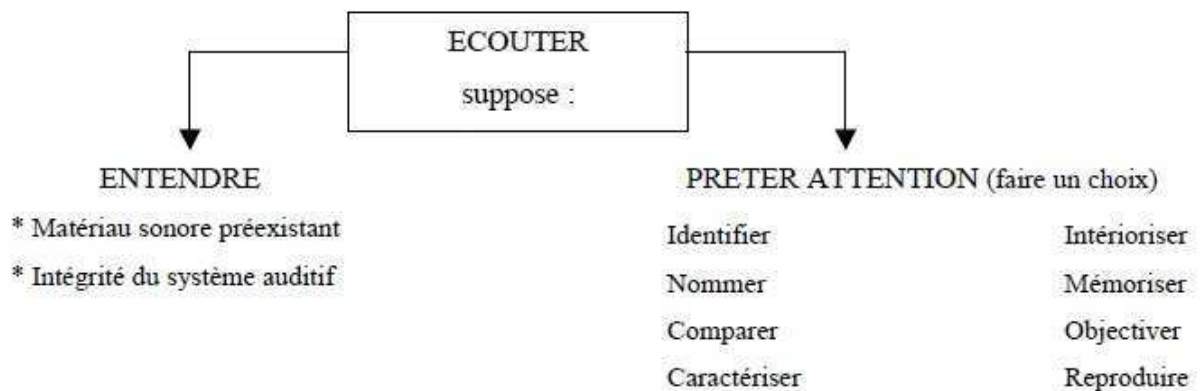 ECOUTER
suppose :
ENTENDRE
* Matériau sonore préexistant
* Intégrité du système auditif
PRETER ATTENTION (faire un choix)
Identifier
Nommer
Comparer
Caractériser
Intérioriser
Mémoriser
Objectiver
Reproduire